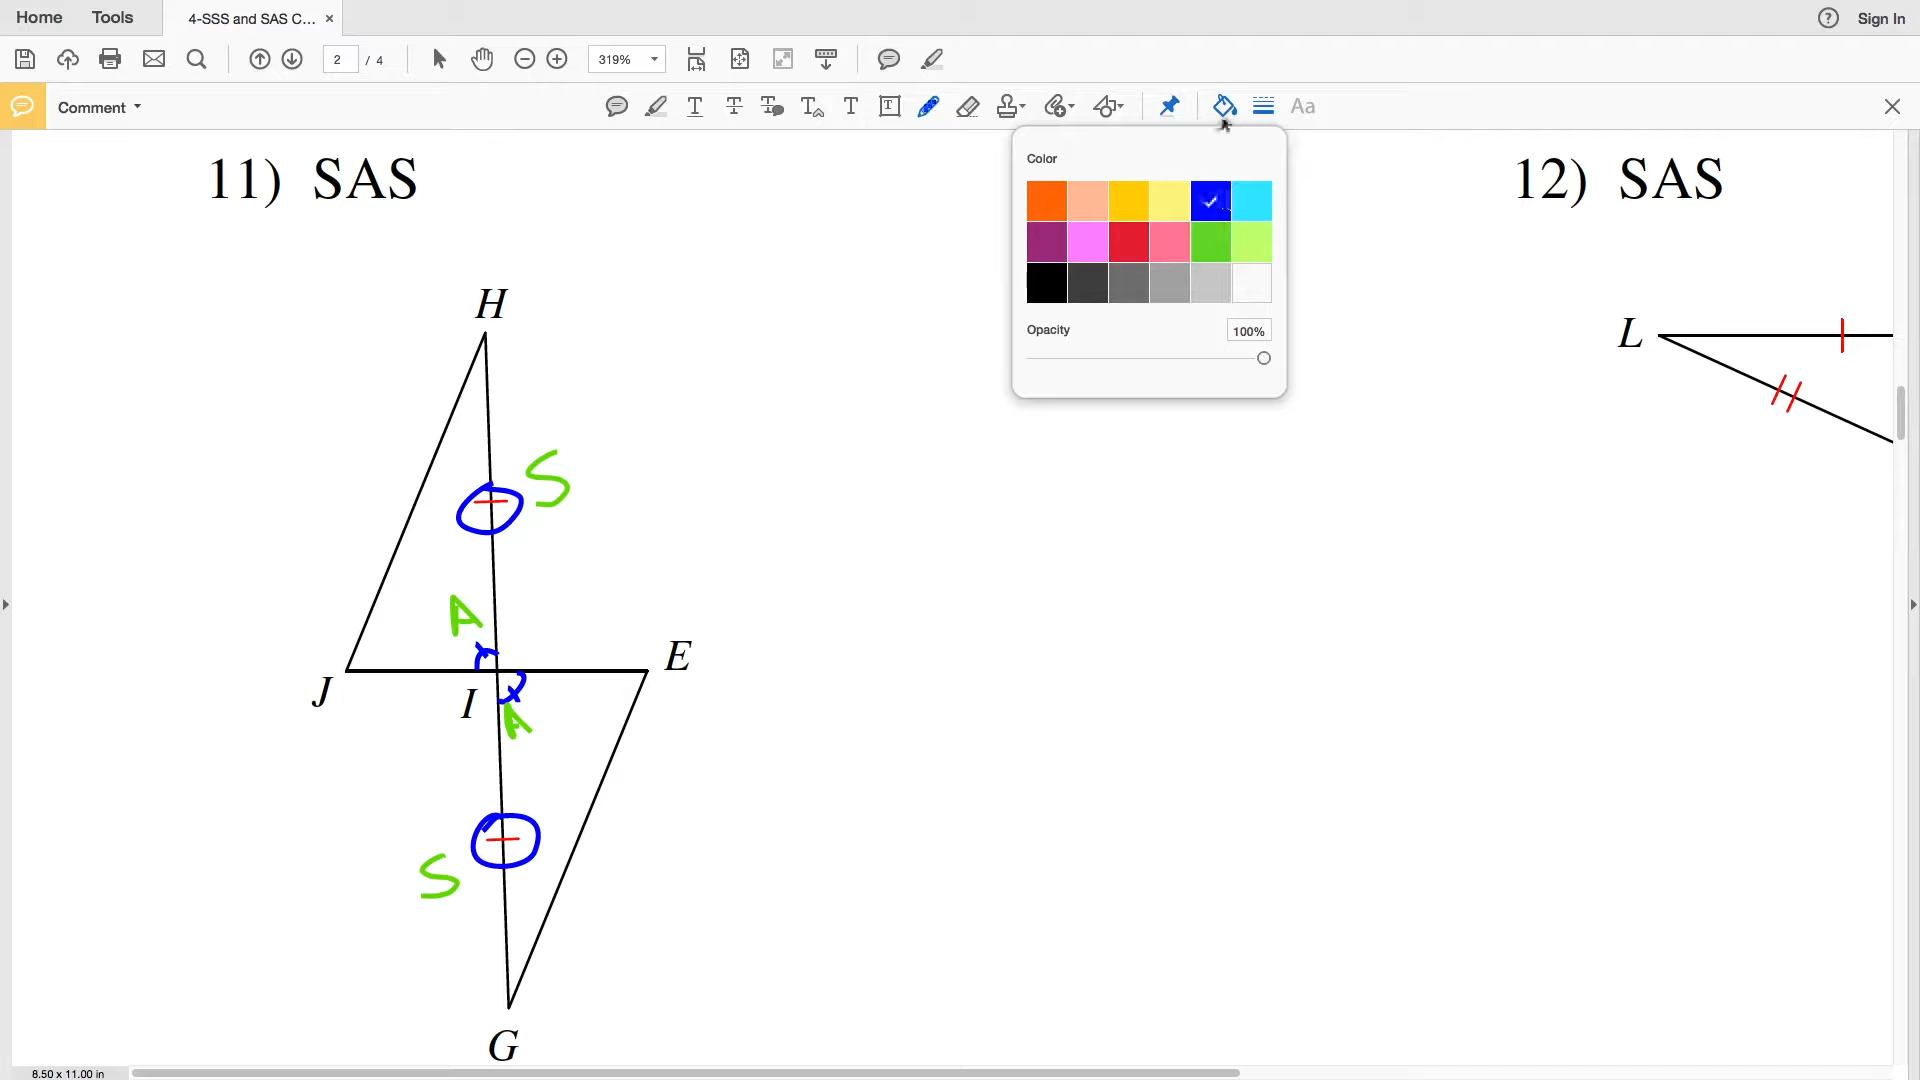 Home Tools 4-SSS and SAS C... × ? Sign In
2 / 4 319%
Comment T T T T T T Aa
11) SAS
12) SAS
Color
Opacity 100%
H
L
S
A
E
J
I
A
S
G
8.50 x 11.00 in